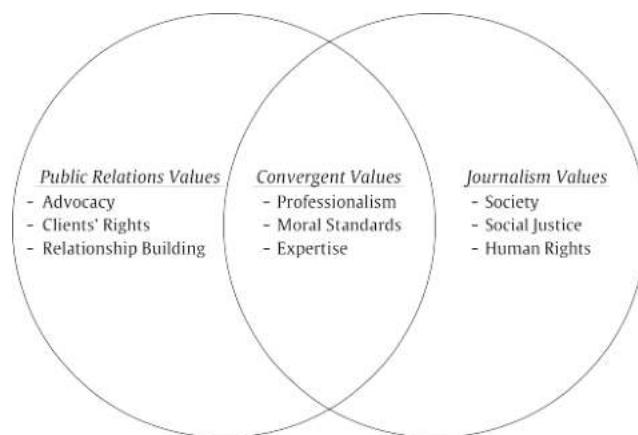 Public Relations Values
- Advocacy
- Clients' Rights
- Relationship Building
Convergent Values
- Professionalism
- Moral Standards
- Expertise
Journalism Values
- Society
- Social Justice
- Human Rights